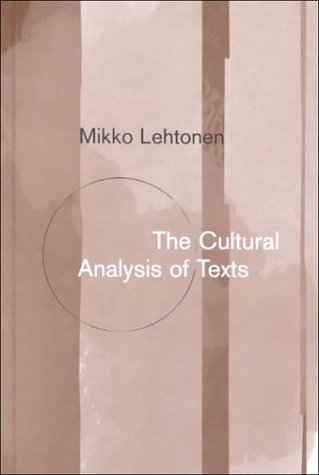 Mikko Lehtonen
The Cultural
Analysis of Texts